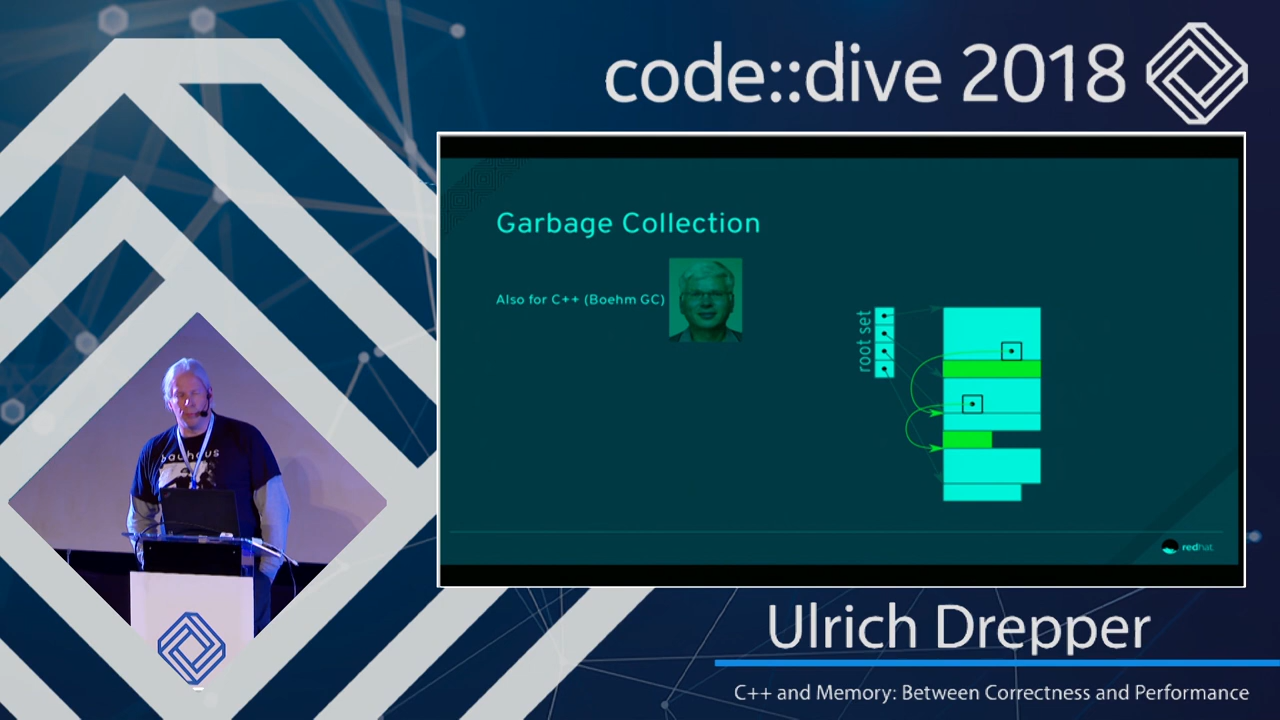 code::dive 2018
Garbage Collection
Also for C++ (Boehm GC)
root set
redhat
bauhaus
Ulrich Drepper
C++ and Memory: Between Correctness and Performance